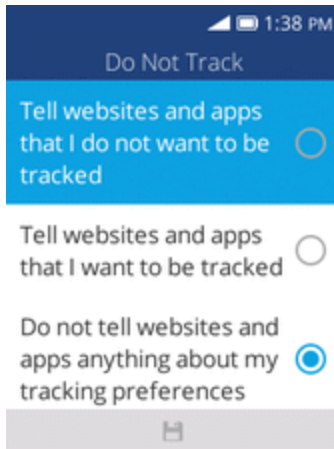 1:38 PM
Do Not Track
Tell websites and apps
that I do not want to be
tracked
Tell websites and apps
that I want to be tracked
Do not tell websites and
apps anything about my
tracking preferences